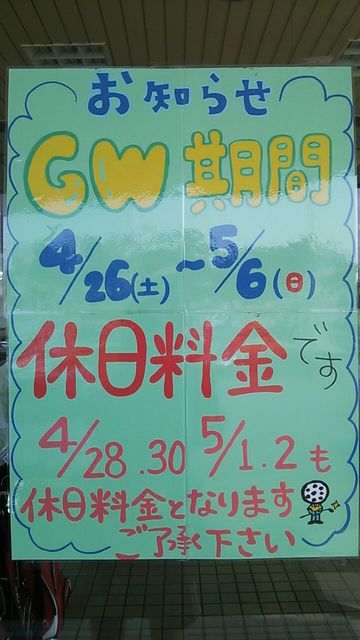 お知らせ
GW 期間
4/26(土)～5/6(日)
休日料金です
4/28.30 5/1.2も
休日料金となります
ご了承く下さい